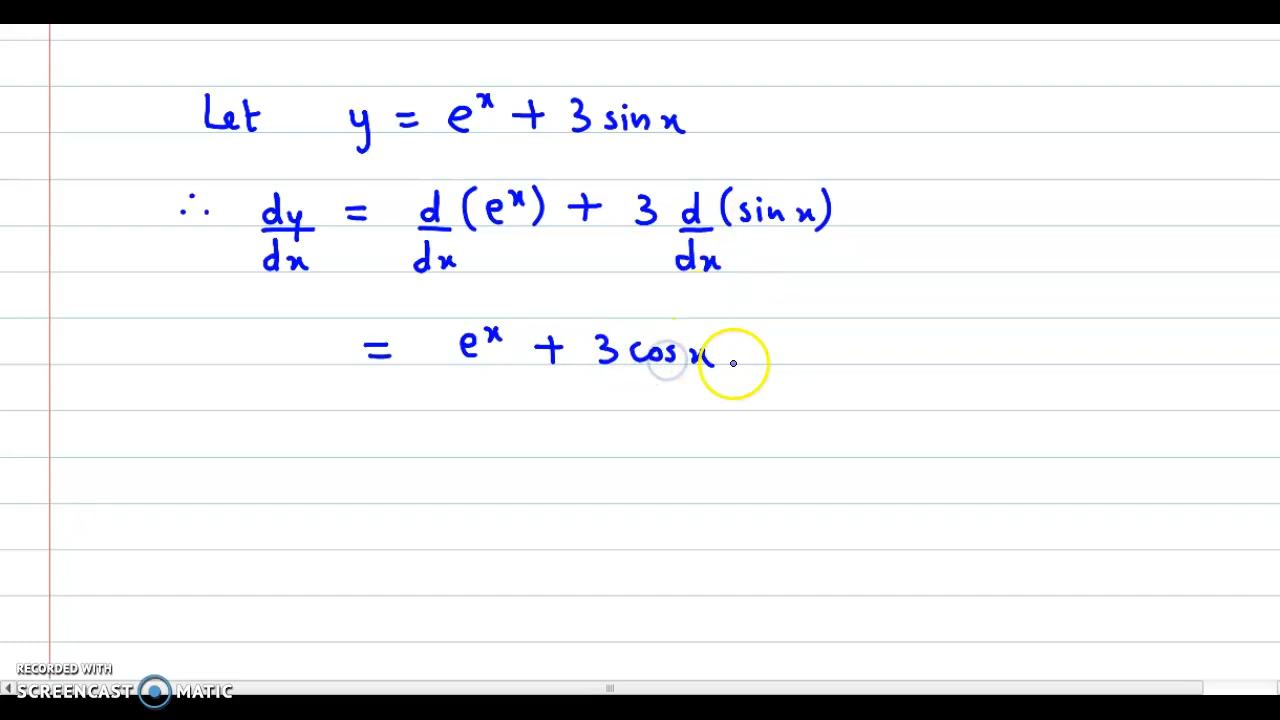 Let y = e^x + 3 sin x
∴ dy/dx = d/dx (e^x) + 3 d/dx (sin x)
= e^x + 3 cos x
RECORDED WITH
SCREENCAST MATIC